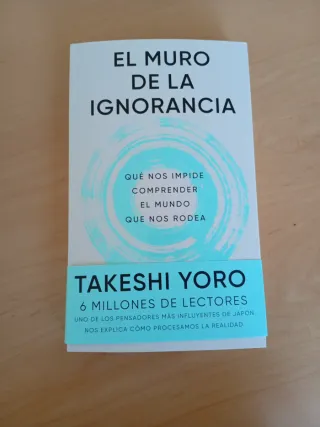 EL MURO
DE LA
IGNORANCIA
QUÉ NOS IMPIDE
COMPRENDER
EL MUNDO
QUE NOS RODEA
TAKESHI YORO
6 MILLONES DE LECTORES
UNO DE LOS PENSADORES MÁS INFLUYENTES DE JAPÓN
NOS EXPLICA CÓMO PROCESAMOS LA REALIDAD